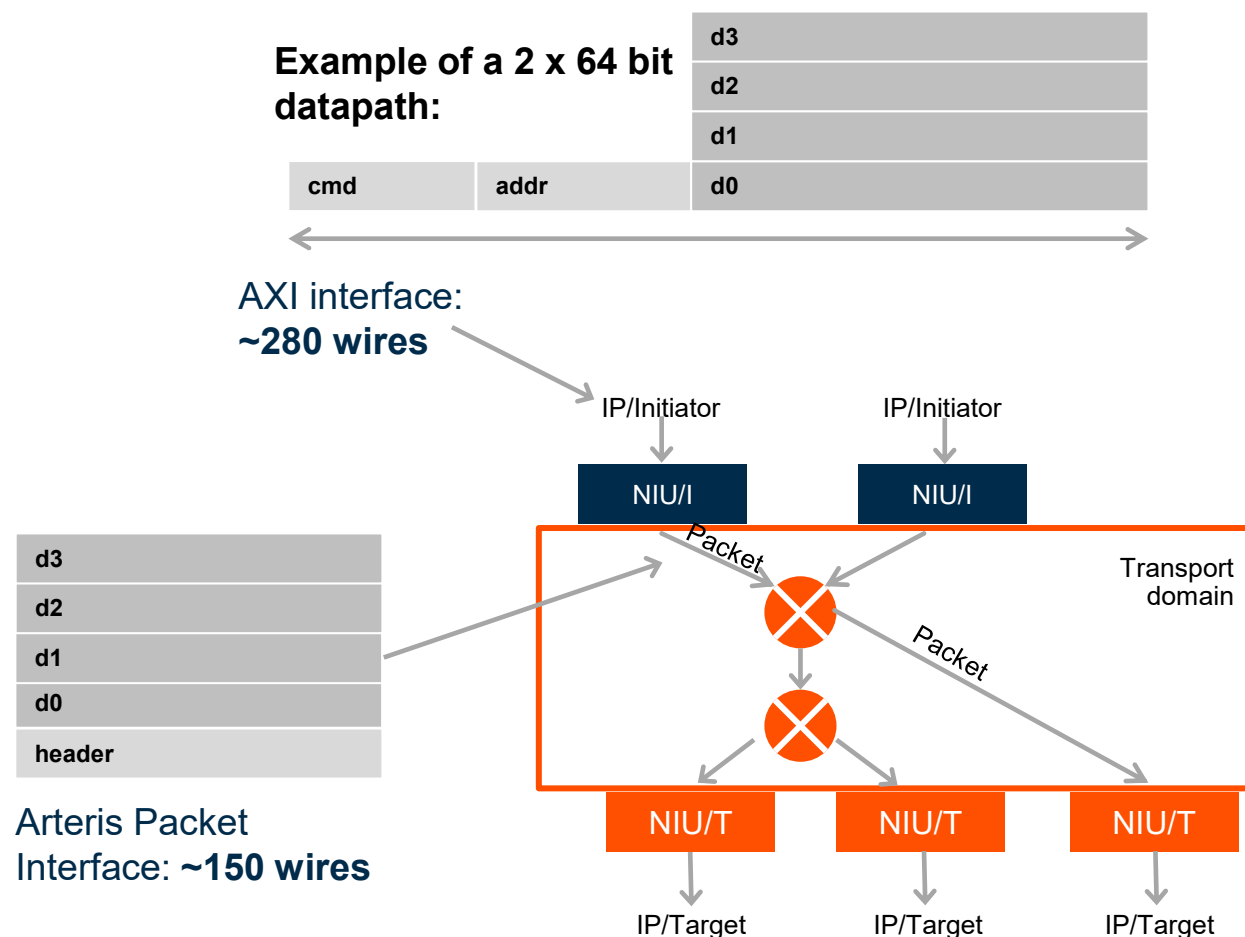 Example of a 2 x 64 bit
datapath:
d3
d2
d1
cmd addr d0
AXI interface:
~280 wires
IP/Initiator IP/Initiator
NIU/I NIU/I
Packet
Transport
domain
Packet
d3
d2
d1
d0
header
Arteris Packet
Interface: ~150 wires
NIU/T NIU/T NIU/T
IP/Target IP/Target IP/Target